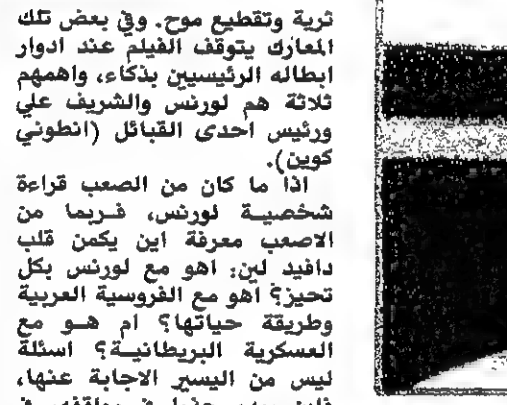 ثرية وتقطيع موح. وفي بعض تلك
المعارك يتوقف الفيلم عند ادوار
ابطاله الرئيسيين بذكاء، واهمهم
ثلاثة هم لورنس والشريف علي
ورئيس احدى القبائل (انطوني
كوين).
اذا ما كان من الصعب قراءة
شخصية لورنس، فربما من
الاصعب معرفة اين يكمن قلب
دافيد لين: اهو مع لورنس بكل
تحيز؟ اهو مع الفروسية العربية
وطريقة حياتها؟ ام هو مع
العسكرية البريطانية؟ اسئلة
ليس من اليسير الاجابة عنها،